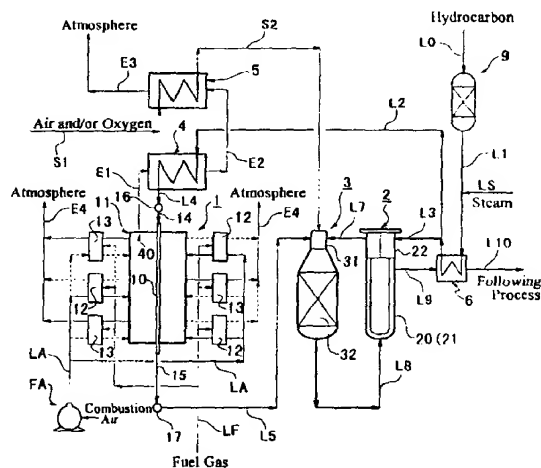 Hydrocarbon
Atmosphere
S2
L0
9
E3
5
Air and/or Oxygen
4
L2
S1
E2
L1
E1
L4
3
2
LS
Steam
Atmosphere
16
1
Atmosphere
L7
L3
E4
11
14
12
E4
13
31
22
L10
40
Following
Process
10
L9
6
12
13
13
12
32
20 (21
LA
15
LA
L8
FA
Combustion
Air
17
LF
L5
Fuel Gas